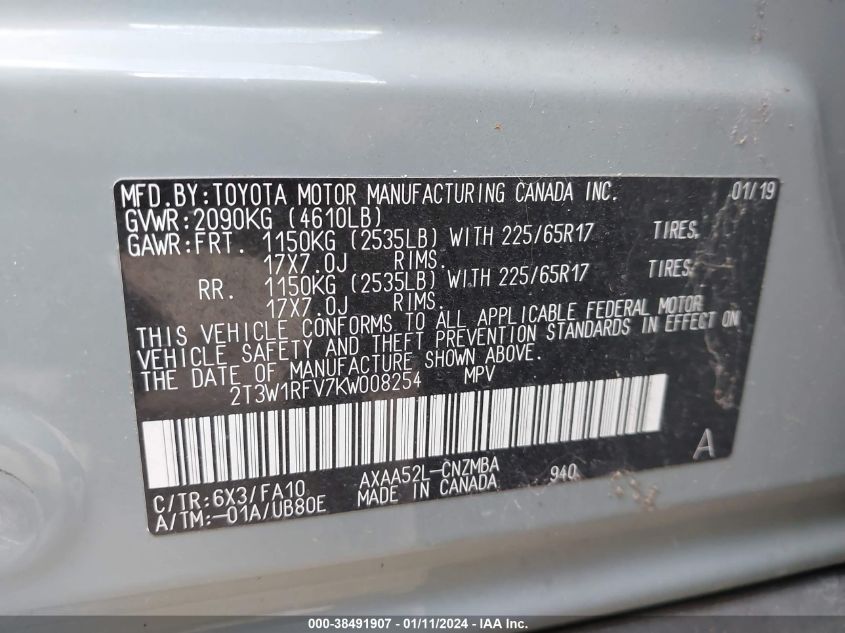 MFD.BY:TOYOTA MOTOR MANUFACTURING CANADA INC. 01/19
GVWR:2090KG (4610LB)
GAWR:FRT. 1150KG (2535LB) WITH 225/65R17 TIRES,
17X7.0J RIMS.
RR. 1150KG (2535LB) WITH 225/65R17 TIRES,
17X7.0J RIMS.
THIS VEHICLE CONFORMS TO ALL APPLICABLE FEDERAL MOTOR
VEHICLE SAFETY AND THEFT PREVENTION STANDARDS IN EFFECT ON
THE DATE OF MANUFACTURE SHOWN ABOVE.
2T3W1RFV7KW008254 MPV
A
C/TR:6X3/FA10 AXAA52L-CNZMBA 940
A/TM:-01A/UB80E MADE IN CANADA
000-38491907 - 01/11/2024 - IAA Inc.